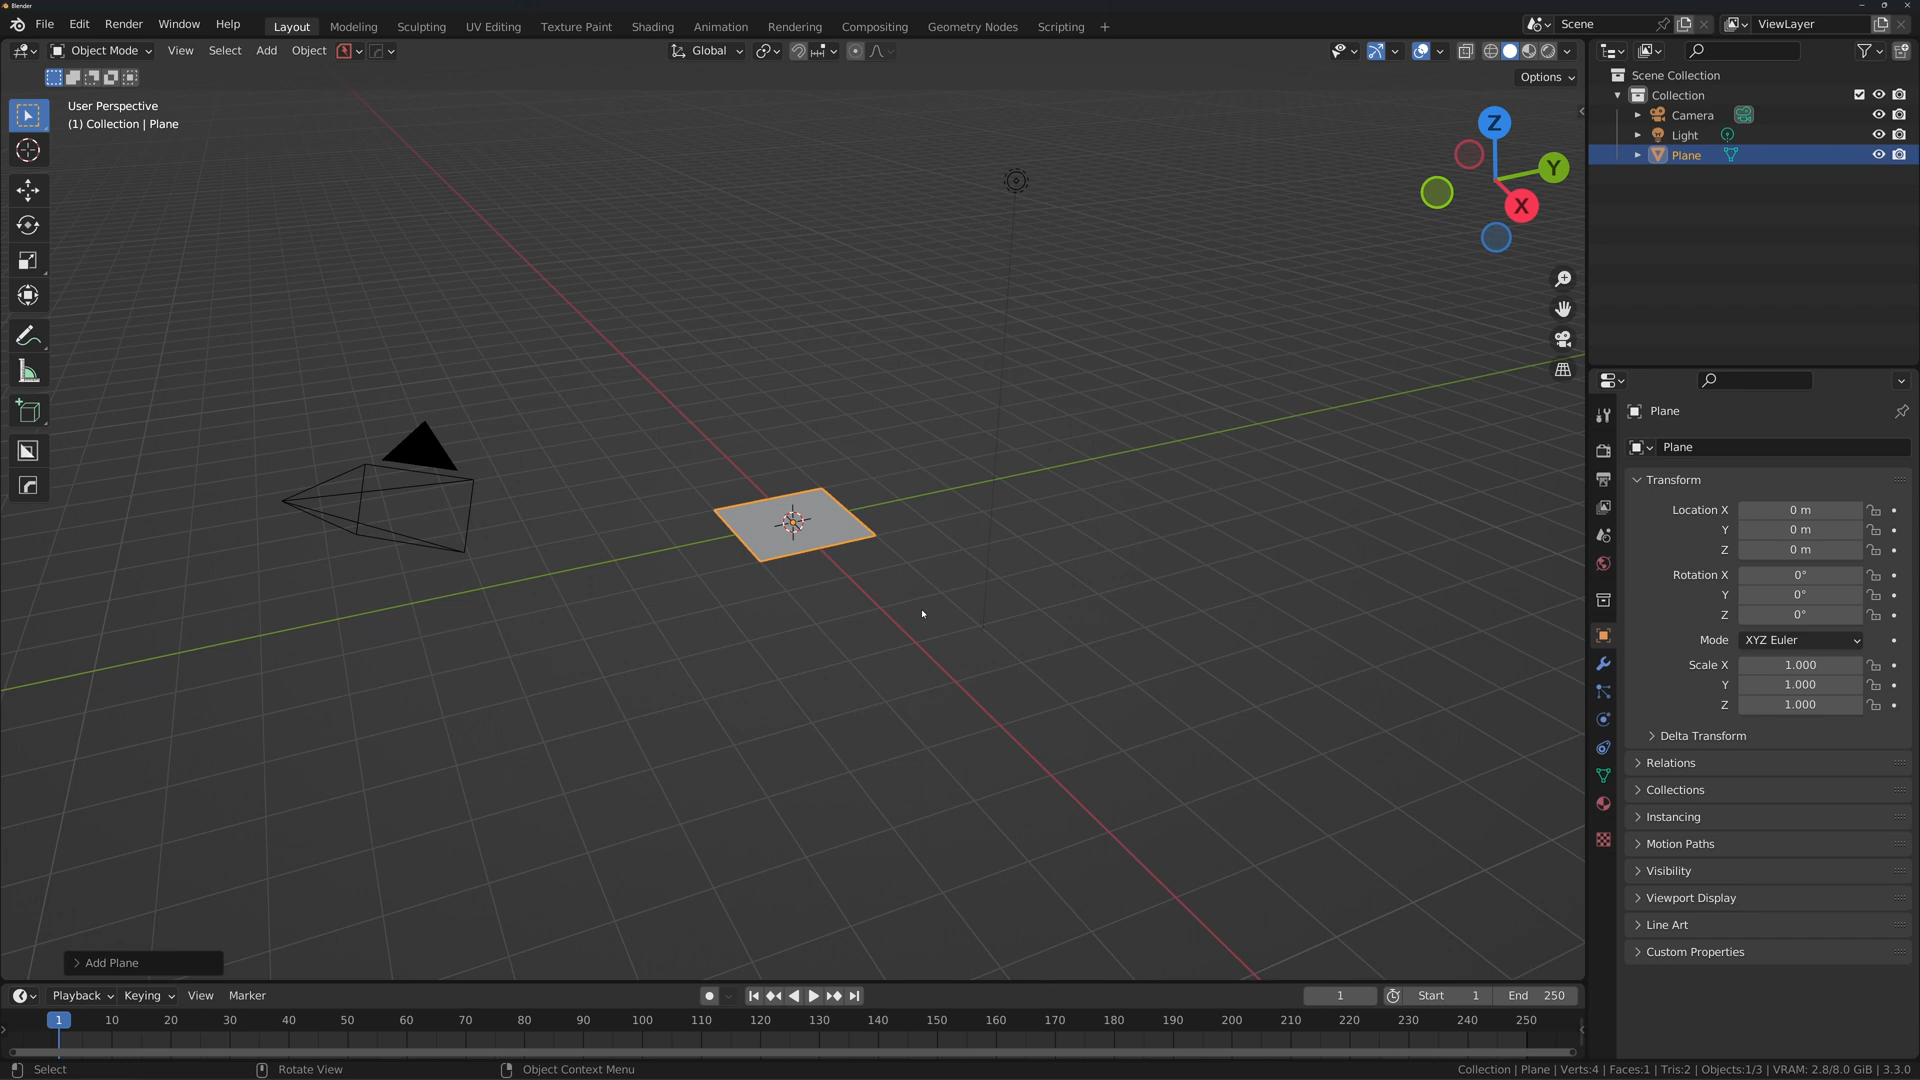 Blender
File Edit Render Window Help Layout Modeling Sculpting UV Editing Texture Paint Shading Animation Rendering Compositing Geometry Nodes Scripting + Scene ViewLayer
Object Mode View Select Add Object Global
Options
User Perspective
(1) Collection | Plane
Z
Y
X
Add Plane
Scene Collection
Collection
Camera
Light
Plane
Plane
Plane
Transform
Location X 0 m
Y 0 m
Z 0 m
Rotation X 0°
Y 0°
Z 0°
Mode XYZ Euler
Scale X 1.000
Y 1.000
Z 1.000
Delta Transform
Relations
Collections
Instancing
Motion Paths
Visibility
Viewport Display
Line Art
Custom Properties
Playback Keying View Marker 1 Start 1 End 250
1 10 20 30 40 50 60 70 80 90 100 110 120 130 140 150 160 170 180 190 200 210 220 230 240 250
Select Rotate View Object Context Menu Collection | Plane | Verts:4 | Faces:1 | Tris:2 | Objects:1/3 | VRAM: 2.8/8.0 GiB | 3.3.0